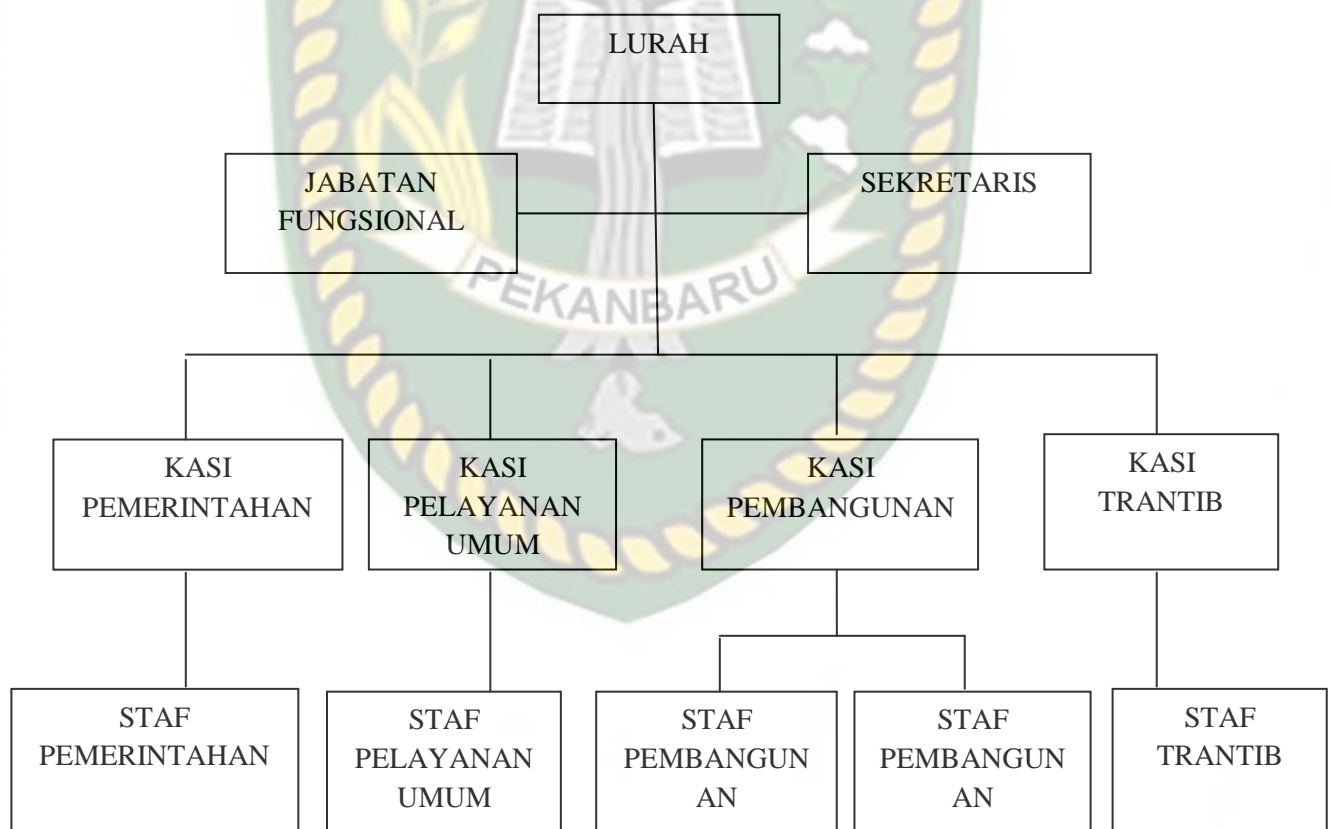 LURAH
JABATAN
FUNGSIONAL
SEKRETARIS
PEKANBARU
KASI
PEMERINTAHAN
KASI
PELAYANAN
UMUM
KASI
PEMBANGUNAN
KASI
TRANTIB
STAF
PEMERINTAHAN
STAF
PELAYANAN
UMUM
STAF
PEMBANGUN
AN
STAF
PEMBANGUN
AN
STAF
TRANTIB